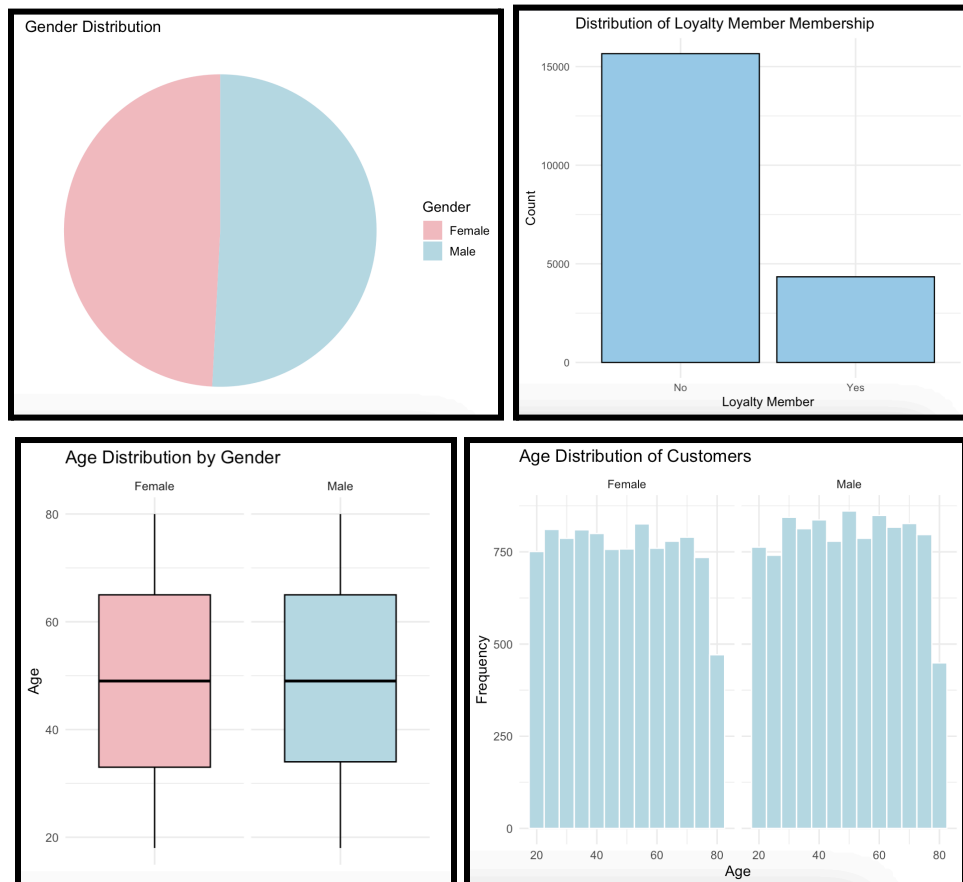 Gender Distribution
Gender
Female
Male
Distribution of Loyalty Member Membership
15000
10000
5000
0
Count
No Yes
Loyalty Member
Age Distribution by Gender
Female Male
80
60
40
20
Age
Age Distribution of Customers
Female Male
750
500
250
0
Frequency
20 40 60 80 20 40 60 80
Age